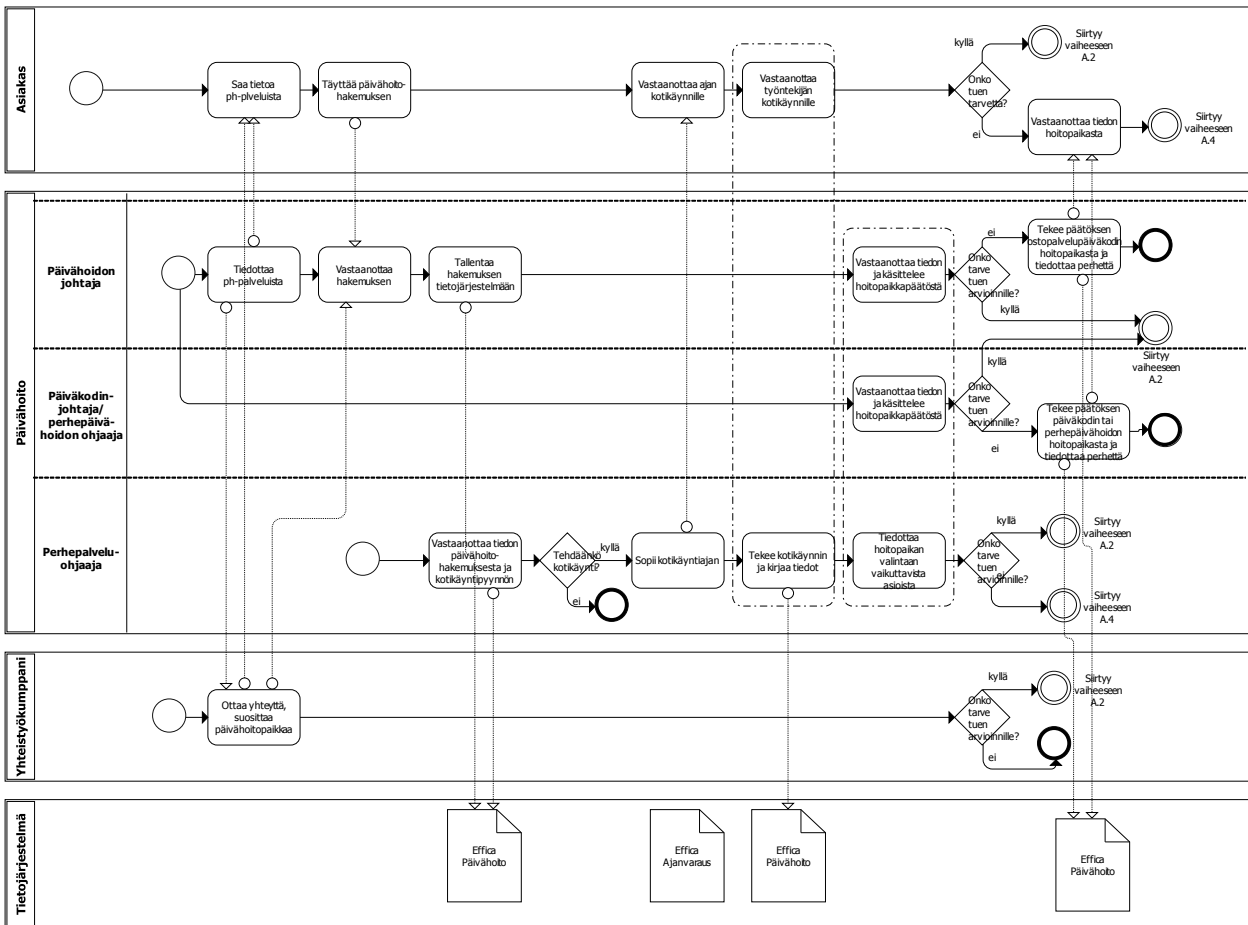 Asiakas
Saa tietoa
ph-plveluista
Täyttää päivähoito-
hakemuksen
Vastaanottaa ajan
kotikäynnille
Vastaanottaa
työntekijän
kotikäynnille
Onko
tuen
tarvetta?
kyllä
Siirtyy
vaiheeseen
A.2
ei
Vastaanottaa tiedon
hoitopaikasta
Siirtyy
vaiheeseen
A.4
Päivähoito
Päivähoidon
johtaja
Tiedottaa
ph-palveluista
Vastaanottaa
hakemuksen
Tallentaa
hakemuksen
tietojärjestelmään
Vastaanottaa tiedon
ja käsittelee
hoitopaikkapäätöstä
Onko
tarve
tuen
arvioinnille?
ei
Tekee päätöksen
ostopalvelupäiväkodin
hoitopaikasta ja
tiedottaa perhettä
kyllä
Siirtyy
vaiheeseen
A.2
Päiväkodin-
johtaja/
perhepäivä-
hoidon ohjaaja
Vastaanottaa tiedon
ja käsittelee
hoitopaikkapäätöstä
Onko
tarve
tuen
arvioinnille?
kyllä
ei
Tekee päätöksen
päiväkodin tai
perhepäivähoidon
hoitopaikasta ja
tiedottaa perhettä
Perhepalvelu-
ohjaaja
Vastaanottaa tiedon
päivähoito-
hakemuksesta ja
kotikäyntipyynnön
Tehdäänkö
kotikäynti?
kyllä
ei
Sopii kotikäyntiajan
Tekee kotikäynnin
ja kirjaa tiedot
Tiedottaa
hoitopaikan
valintaan
vaikuttavista
asioista
Onko
tarve
tuen
arvioinnille?
kyllä
Siirtyy
vaiheeseen
A.2
ei
Siirtyy
vaiheeseen
A.4
Yhteistyökumppani
Ottaa yhteyttä,
suosittaa
päivähoitopaikkaa
Onko
tarve
tuen
arvioinnille?
kyllä
Siirtyy
vaiheeseen
A.2
ei
Tietojärjestelmä
Effica
Päivähoito
Effica
Ajanvaraus
Effica
Päivähoito
Effica
Päivähoito